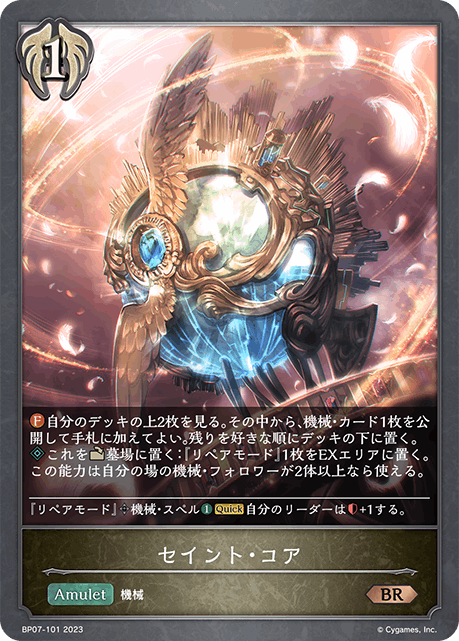 1
自分のデッキの上2枚を見る。その中から、機械・カード1枚を公
開して手札に加えてよい。残りを好きな順にデッキの下に置く。
これを墓場に置く:『リペアモード』1枚をEXエリアに置く。
この能力は自分の場の機械・フォロワーが2体以上なら使える。
『リペアモード』機械・スペル1 Quick 自分のリーダーは+1する。
セイント・コア
Amulet 機械 BR
BP07-101 2023 © Cygames, Inc.